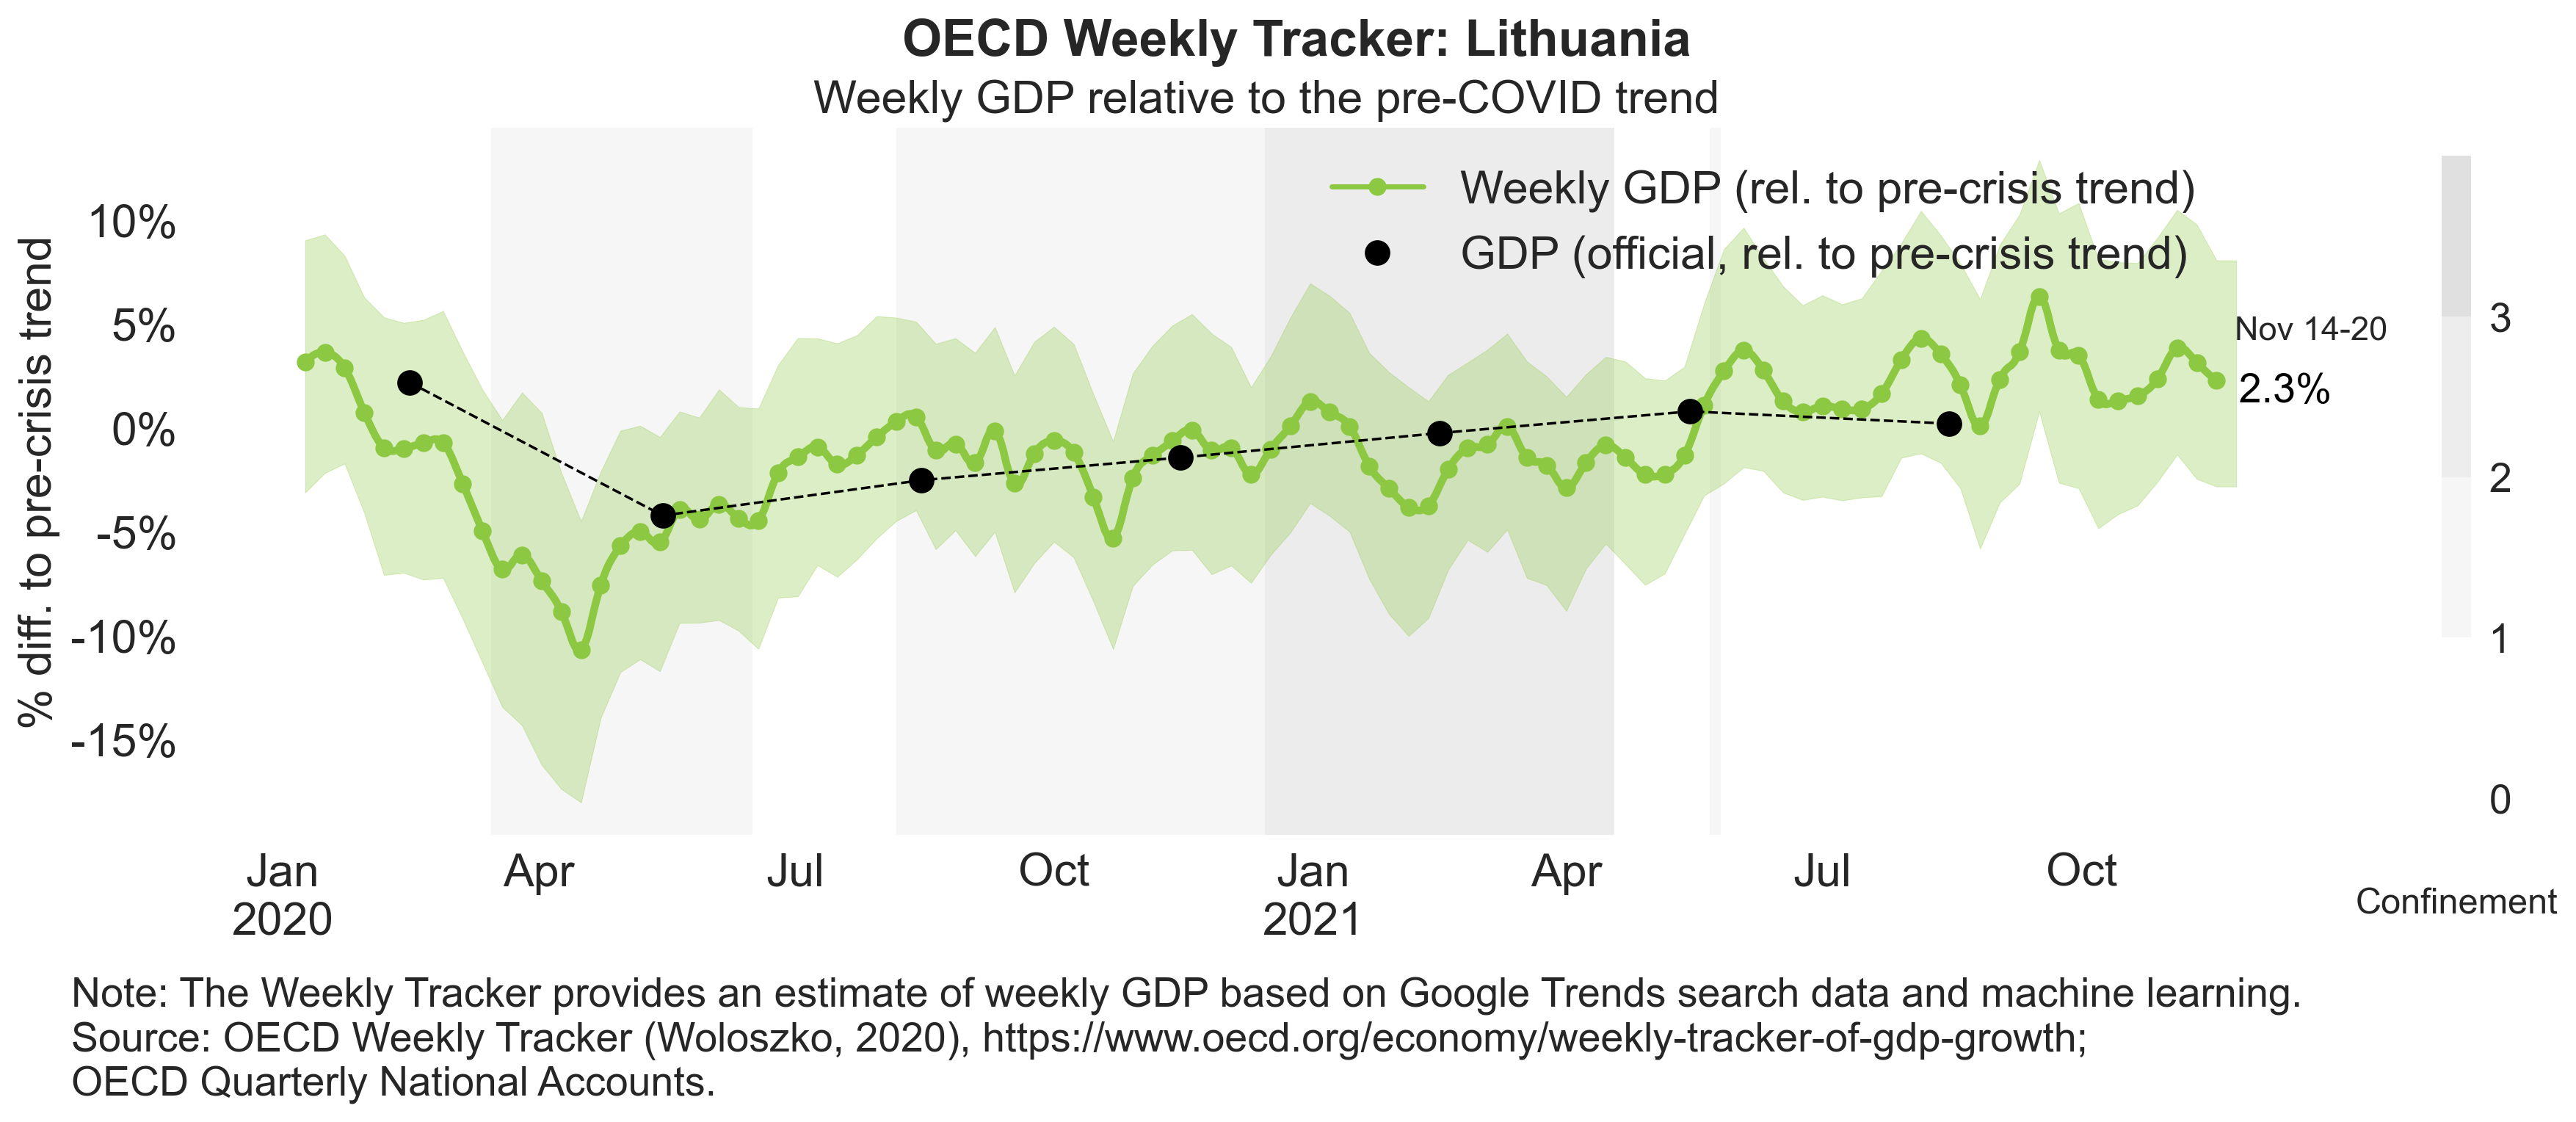 OECD Weekly Tracker: Lithuania
Weekly GDP relative to the pre-COVID trend
Weekly GDP (rel. to pre-crisis trend)
GDP (official, rel. to pre-crisis trend)
% diff. to pre-crisis trend
10%
5%
0%
-5%
-10%
-15%
Nov 14-20
2.3%
3
2
1
0
Confinement
Jan
2020
Apr
Jul
Oct
Jan
2021
Apr
Jul
Oct
Note: The Weekly Tracker provides an estimate of weekly GDP based on Google Trends search data and machine learning.
Source: OECD Weekly Tracker (Woloszko, 2020), https://www.oecd.org/economy/weekly-tracker-of-gdp-growth;
OECD Quarterly National Accounts.